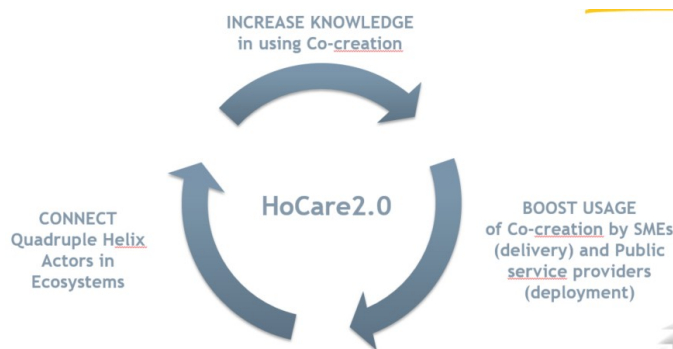 INCREASE KNOWLEDGE
in using Co-creation
HoCare2.0
CONNECT
Quadruple Helix
Actors in
Ecosystems
BOOST USAGE
of Co-creation by SMEs
(delivery) and Public
service providers
(deployment)